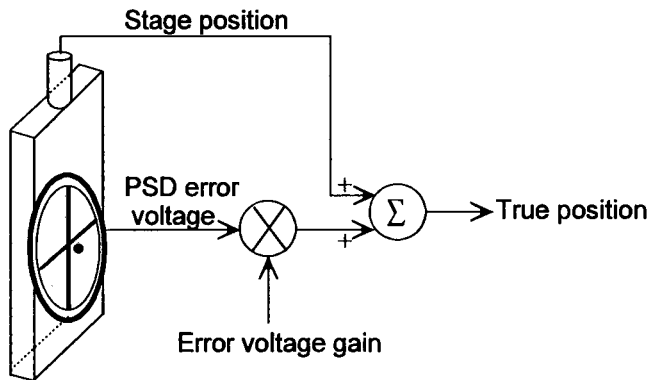 Stage position
PSD error
voltage
+
Σ
True position
+
Error voltage gain